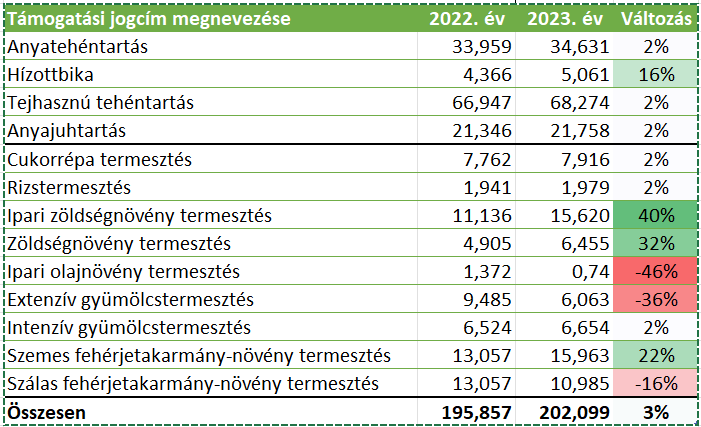 Támogatási jogcím megnevezése 2022. év 2023. év Változás
Anyatehéntartás 33,959 34,631 2%
Hízottbika 4,366 5,061 16%
Tejhasznú tehéntartás 66,947 68,274 2%
Anyajuhtartás 21,346 21,758 2%
Cukorrépa termesztés 7,762 7,916 2%
Rizstermesztés 1,941 1,979 2%
Ipari zöldségnövény termesztés 11,136 15,620 40%
Zöldségnövény termesztés 4,905 6,455 32%
Ipari olajnövény termesztés 1,372 0,74 -46%
Extenzív gyümölcstermesztés 9,485 6,063 -36%
Intenzív gyümölcstermesztés 6,524 6,654 2%
Szemes fehérjetakarmány-növény termesztés 13,057 15,963 22%
Szálas fehérjetakarmány-növény termesztés 13,057 10,985 -16%
Összesen 195,857 202,099 3%